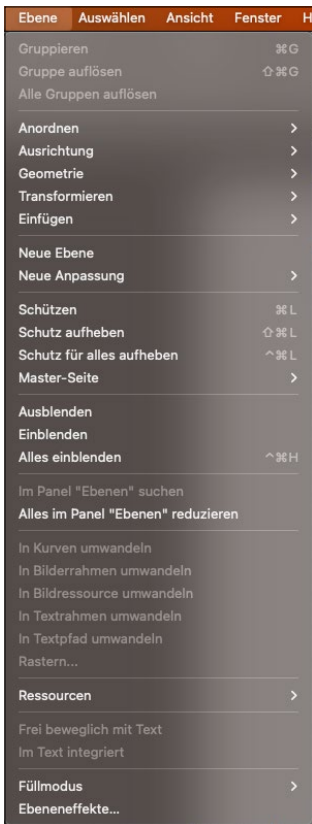 Ebene Auswählen Ansicht Fenster H
Gruppieren ⌘G
Gruppe auflösen ⇧⌘G
Alle Gruppen auflösen
Anordnen >
Ausrichtung >
Geometrie >
Transformieren >
Einfügen >
Neue Ebene
Neue Anpassung >
Schützen ⌘L
Schutz aufheben ⇧⌘L
Schutz für alles aufheben ^⌘L
Master-Seite >
Ausblenden
Einblenden
Alles einblenden ^⌘H
Im Panel "Ebenen" suchen
Alles im Panel "Ebenen" reduzieren
In Kurven umwandeln
In Bilderrahmen umwandeln
In Bildressource umwandeln
In Textrahmen umwandeln
In Textpfad umwandeln
Rastern...
Ressourcen >
Frei beweglich mit Text
Im Text integriert
Füllmodus >
Ebeneneffekte...